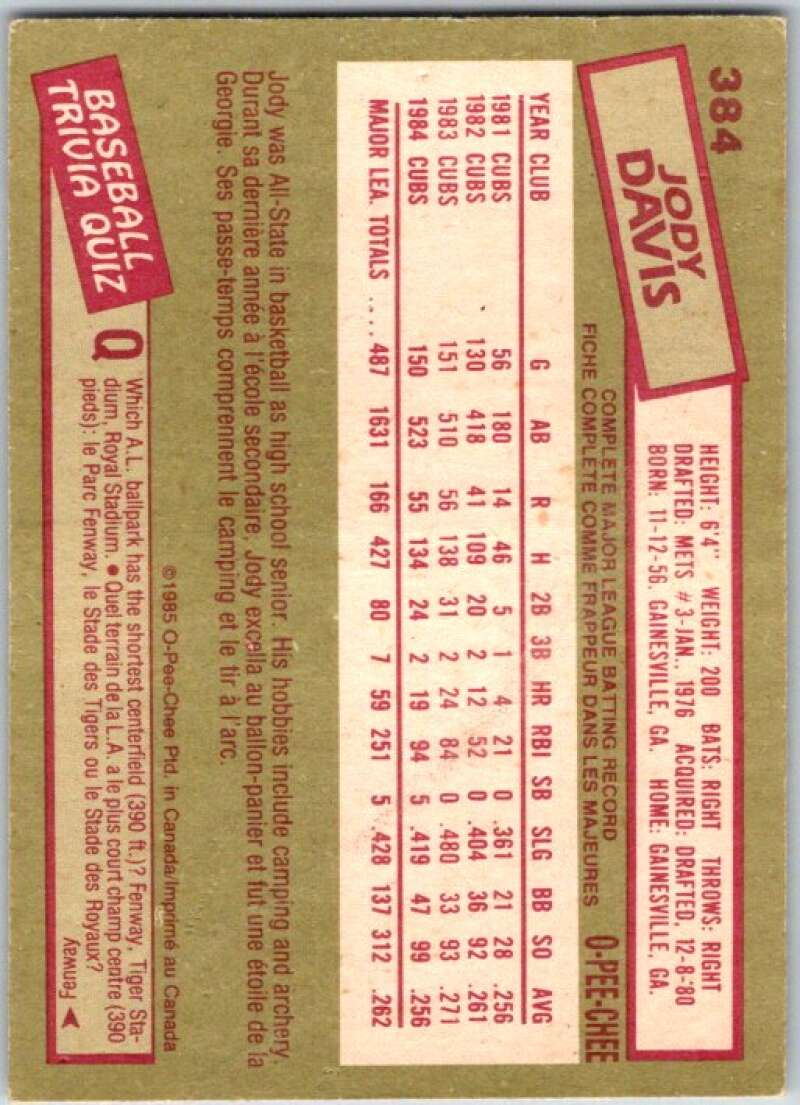 384
JODY
DAVIS
HEIGHT: 6'4" WEIGHT: 200 BATS: RIGHT THROWS: RIGHT
DRAFTED: METS #3-JAN., 1976 ACQUIRED: DRAFTED, 12-8-'80
BORN: 11-12-56, GAINESVILLE, GA. HOME: GAINESVILLE, GA.
COMPLETE MAJOR LEAGUE BATTING RECORD
FICHE COMPLÈTE COMME FRAPPEUR DANS LES MAJEURES
O-PEE-CHEE
YEAR CLUB G AB R H 2B 3B HR RBI SB SLG BB SO AVG
1981 CUBS 56 180 14 46 5 1 4 21 0 .361 21 28 .256
1982 CUBS 130 418 41 109 20 2 12 52 0 .404 36 92 .261
1983 CUBS 151 510 56 138 31 2 24 84 0 .480 33 93 .271
1984 CUBS 150 523 55 134 24 2 19 94 5 .419 47 99 .256
MAJOR LEA. TOTALS .... 487 1631 166 427 80 7 59 251 5 .428 137 312 .262
Jody was All-State in basketball as high school senior. His hobbies include camping and archery.
Durant sa dernière année à l'école secondaire, Jody excella au ballon-panier et fut une étoile de la
Georgie. Ses passe-temps comprennent le camping et le tir à l'arc.
©1985 O-Pee-Chee Ptd. in Canada/Imprimé au Canada
BASEBALL
TRIVIA QUIZ
Q Which A.L. ballpark has the shortest centerfield (390 ft.)? Fenway, Tiger Sta-
dium, Royal Stadium. ● Quel terrain de la L.A. a le plus court champ centre (390
pieds): le Parc Fenway, le Stade des Tigers ou le Stade des Royaux?
Fenway